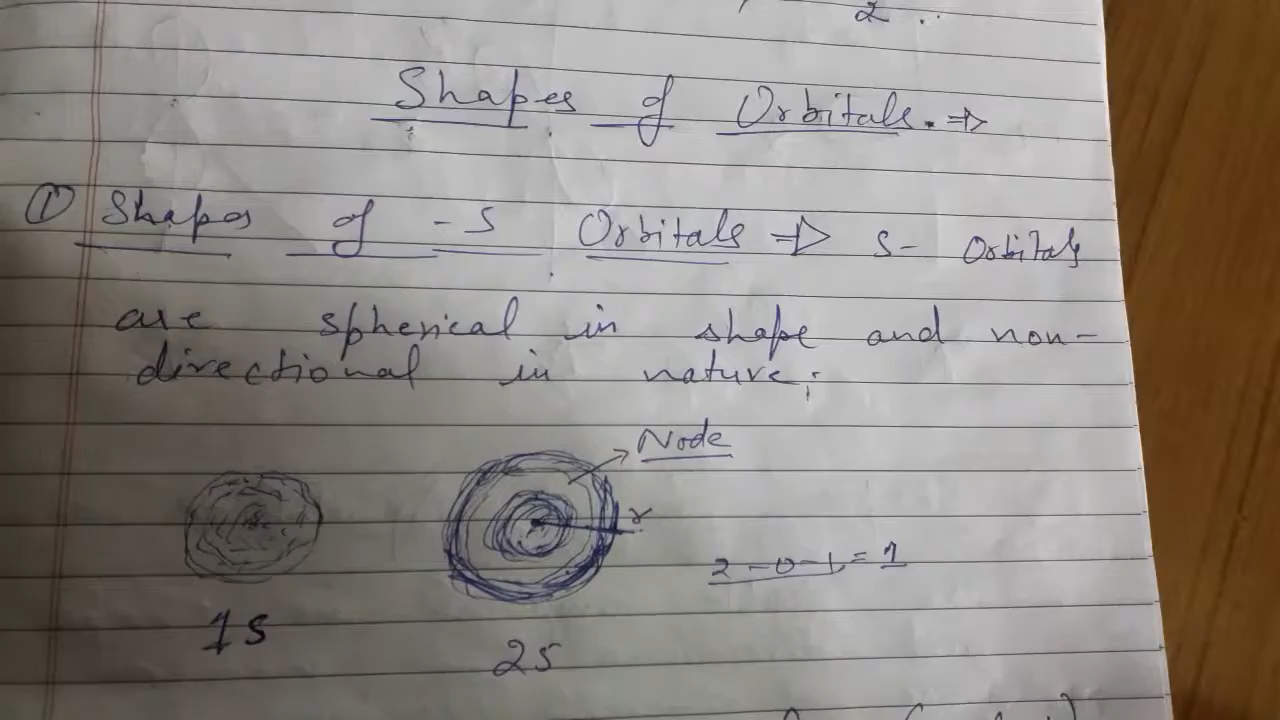 2
Shapes of Orbitals. ⇒
① Shapes of - s Orbitals ⇒ s- Orbitals
are spherical in shape and non-
directional in nature;
Node
r
2-0-1=1
1s
2s